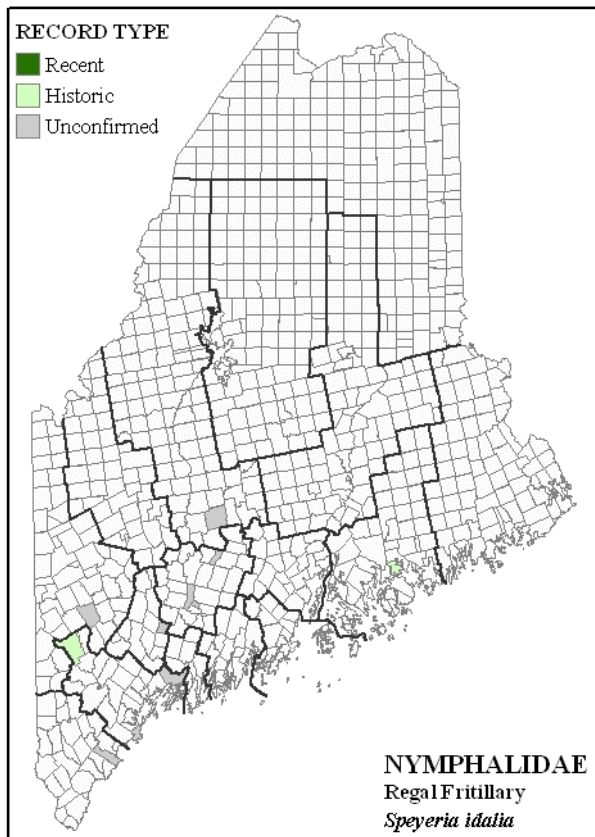 RECORD TYPE
Recent
Historic
Unconfirmed
NYMPHALIDAE
Regal Fritillary
Speyeria idalia